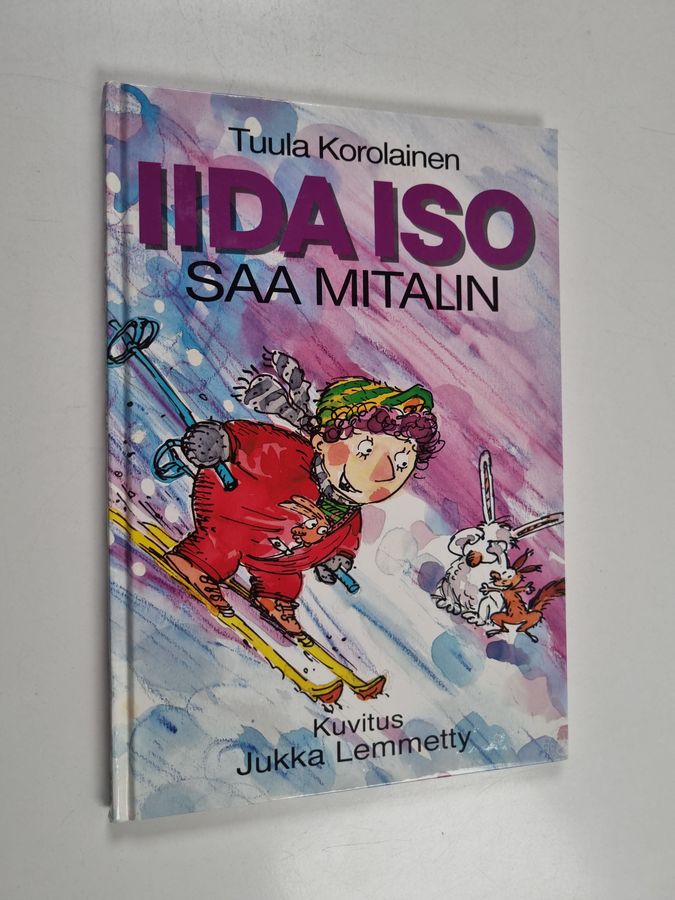 Tuula Korolainen
IIDA ISO
SAA MITALIN
Kuvitus
Jukka Lemmetty